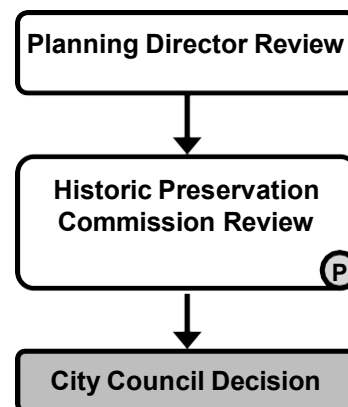 Planning Director Review
Historic Preservation
Commission Review
P
City Council Decision